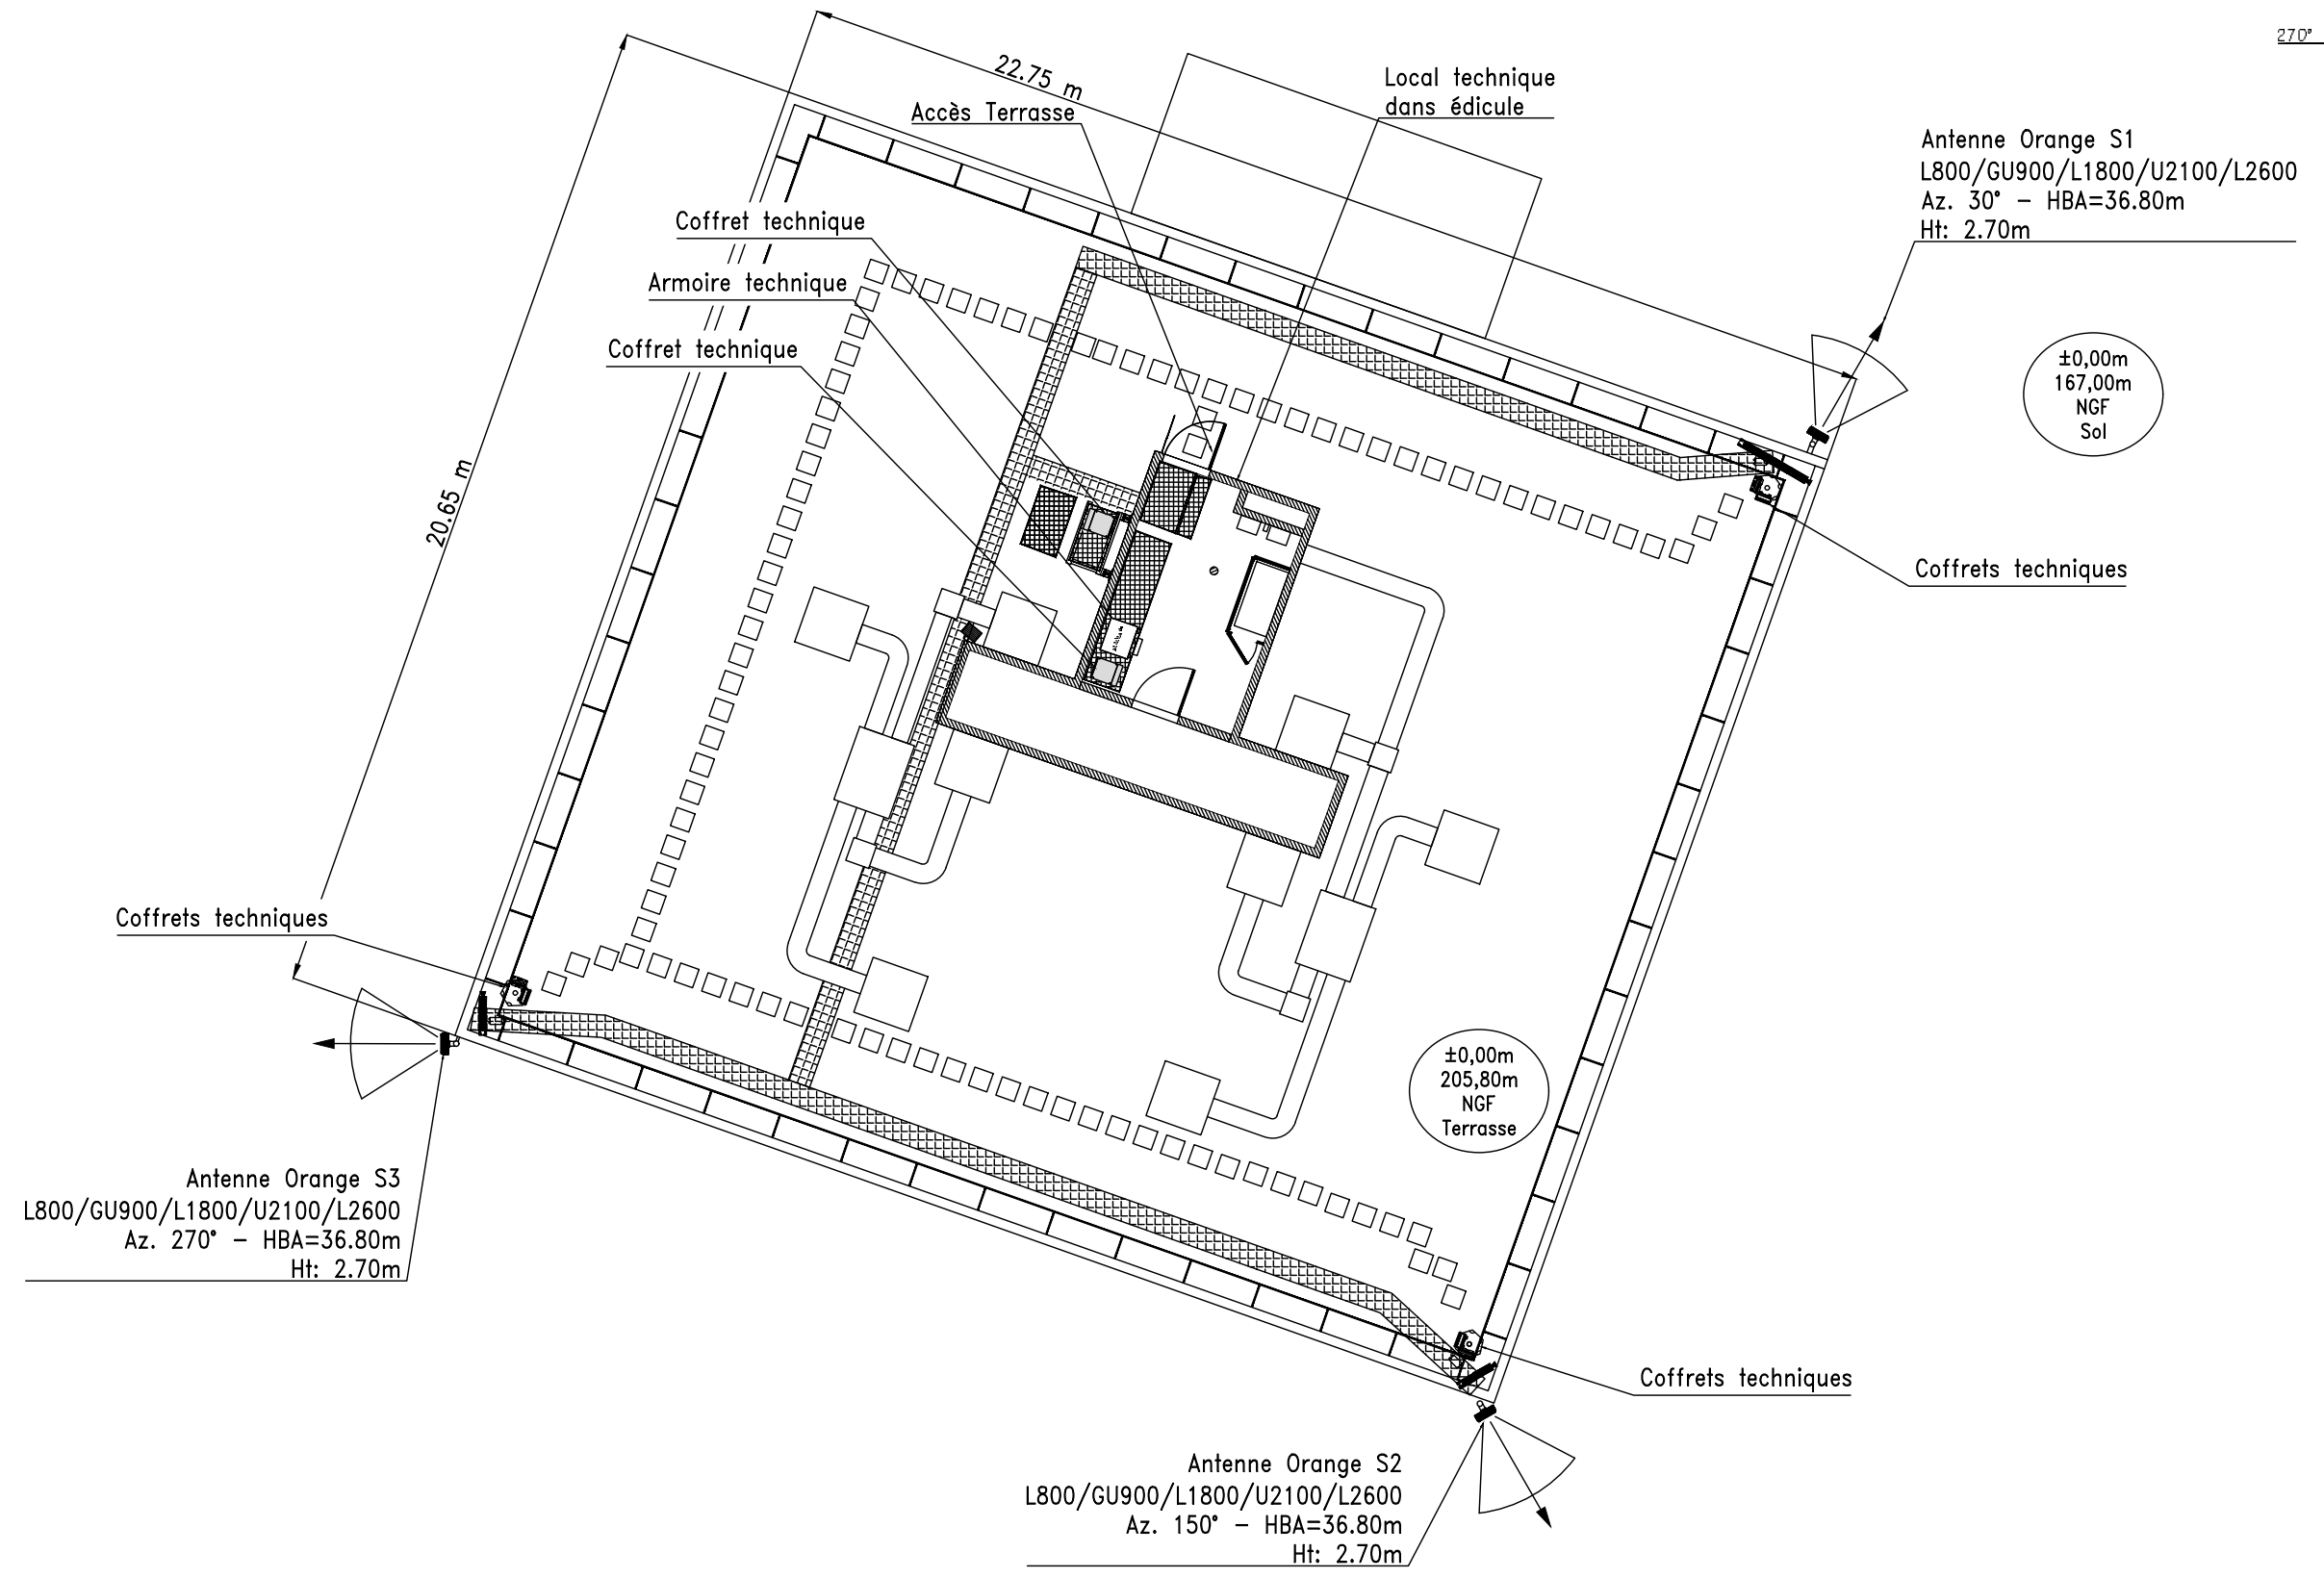 270°
22.75 m
Local technique
dans édicule
Accès Terrasse
Antenne Orange S1
L800/GU900/L1800/U2100/L2600
Az. 30° – HBA=36.80m
Ht: 2.70m
Coffret technique
Armoire technique
Coffret technique
±0,00m
167,00m
NGF
Sol
20.65 m
Coffrets techniques
Coffrets techniques
±0,00m
205,80m
NGF
Terrasse
Antenne Orange S3
L800/GU900/L1800/U2100/L2600
Az. 270° – HBA=36.80m
Ht: 2.70m
Coffrets techniques
Antenne Orange S2
L800/GU900/L1800/U2100/L2600
Az. 150° – HBA=36.80m
Ht: 2.70m